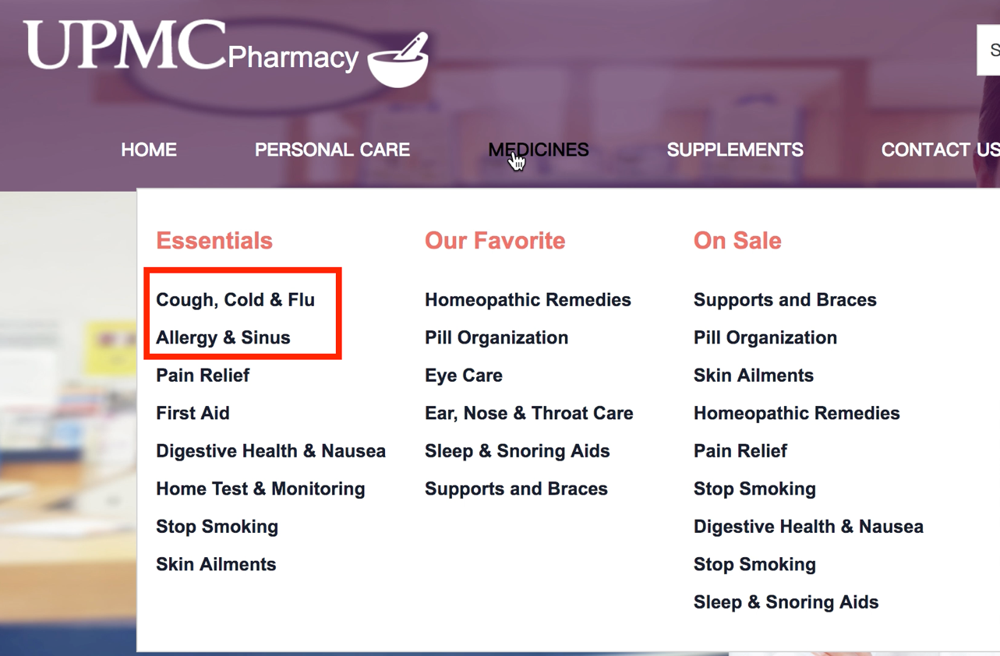 UPMC Pharmacy
HOME PERSONAL CARE MEDICINES SUPPLEMENTS CONTACT US
Essentials
Cough, Cold & Flu
Allergy & Sinus
Pain Relief
First Aid
Digestive Health & Nausea
Home Test & Monitoring
Stop Smoking
Skin Ailments
Our Favorite
Homeopathic Remedies
Pill Organization
Eye Care
Ear, Nose & Throat Care
Sleep & Snoring Aids
Supports and Braces
On Sale
Supports and Braces
Pill Organization
Skin Ailments
Homeopathic Remedies
Pain Relief
Stop Smoking
Digestive Health & Nausea
Stop Smoking
Sleep & Snoring Aids